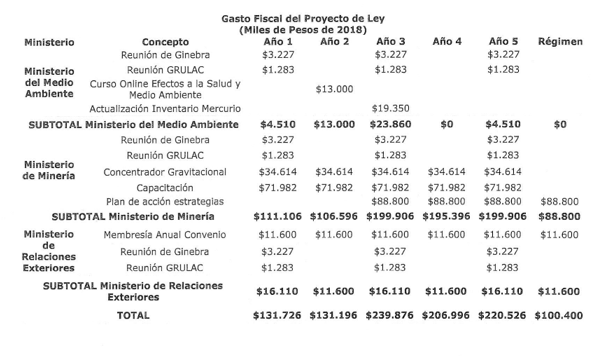 Gasto Fiscal del Proyecto de Ley
(Miles de Pesos de 2018)
Ministerio Concepto Año 1 Año 2 Año 3 Año 4 Año 5 Régimen
Ministerio del Medio Ambiente
Reunión de Ginebra $3.227 $3.227 $3.227
Reunión GRULAC $1.283 $1.283 $1.283
Curso Online Efectos a la Salud y Medio Ambiente $13.000
Actualización Inventario Mercurio $19.350
SUBTOTAL Ministerio del Medio Ambiente $4.510 $13.000 $23.860 $0 $4.510 $0
Ministerio de Minería
Reunión de Ginebra $3.227 $3.227 $3.227
Reunión GRULAC $1.283 $1.283 $1.283
Concentrador Gravitacional $34.614 $34.614 $34.614 $34.614 $34.614
Capacitación $71.982 $71.982 $71.982 $71.982 $71.982
Plan de acción estrategias $88.800 $88.800 $88.800 $88.800
SUBTOTAL Ministerio de Minería $111.106 $106.596 $199.906 $195.396 $199.906 $88.800
Ministerio de Relaciones Exteriores
Membresía Anual Convenio $11.600 $11.600 $11.600 $11.600 $11.600 $11.600
Reunión de Ginebra $3.227 $3.227 $3.227
Reunión GRULAC $1.283 $1.283 $1.283
SUBTOTAL Ministerio de Relaciones Exteriores $16.110 $11.600 $16.110 $11.600 $16.110 $11.600
TOTAL $131.726 $131.196 $239.876 $206.996 $220.526 $100.400